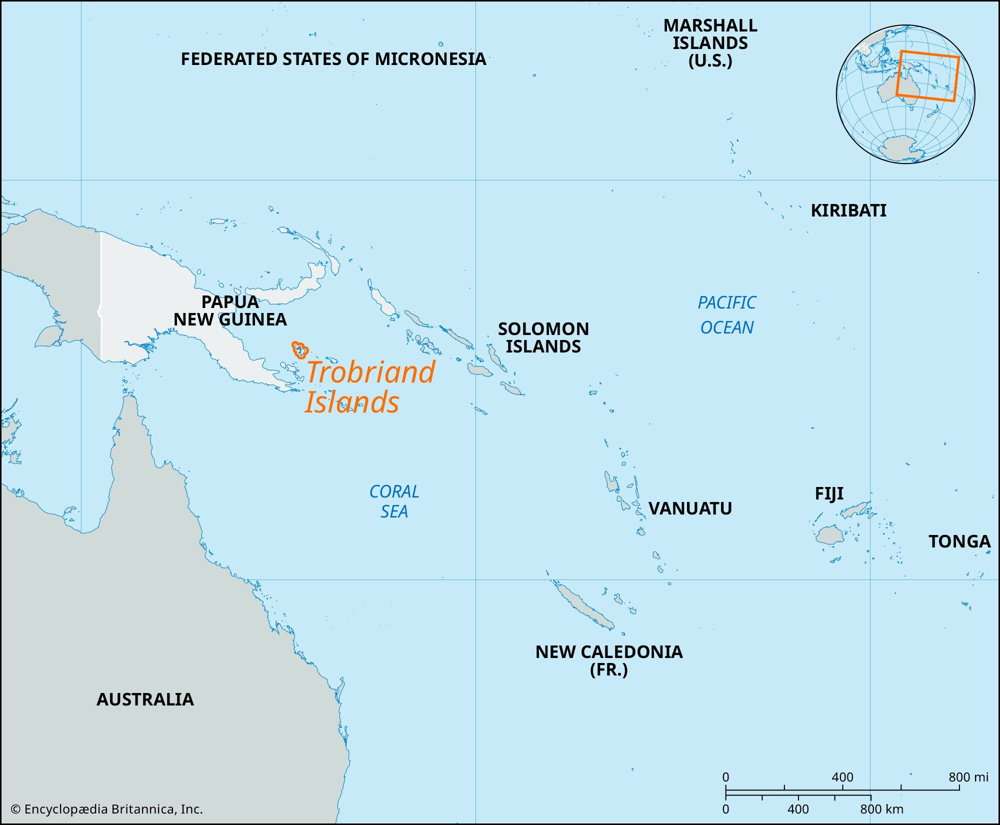 MARSHALL
ISLANDS
(U.S.)
FEDERATED STATES OF MICRONESIA
KIRIBATI
PAPUA
NEW GUINEA
PACIFIC
OCEAN
SOLOMON
ISLANDS
Trobriand
Islands
CORAL
SEA
VANUATU
FIJI
TONGA
NEW CALEDONIA
(FR.)
AUSTRALIA
0 400 800 mi
0 400 800 km
© Encyclopædia Britannica, Inc.